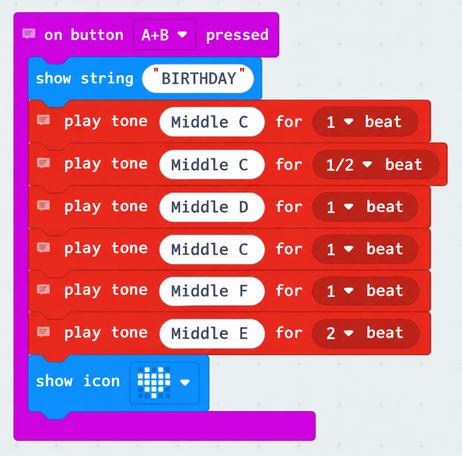 on button A+B pressed
show string "BIRTHDAY"
play tone Middle C for 1 beat
play tone Middle C for 1/2 beat
play tone Middle D for 1 beat
play tone Middle C for 1 beat
play tone Middle F for 1 beat
play tone Middle E for 2 beat
show icon